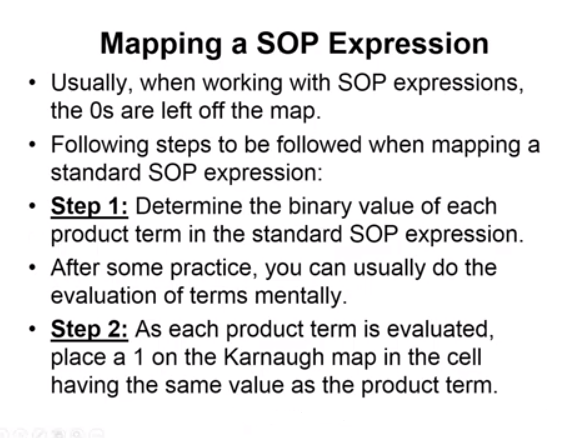 Mapping a SOP Expression
• Usually, when working with SOP expressions,
the 0s are left off the map.
• Following steps to be followed when mapping a
standard SOP expression:
• Step 1: Determine the binary value of each
product term in the standard SOP expression.
• After some practice, you can usually do the
evaluation of terms mentally.
• Step 2: As each product term is evaluated,
place a 1 on the Karnaugh map in the cell
having the same value as the product term.